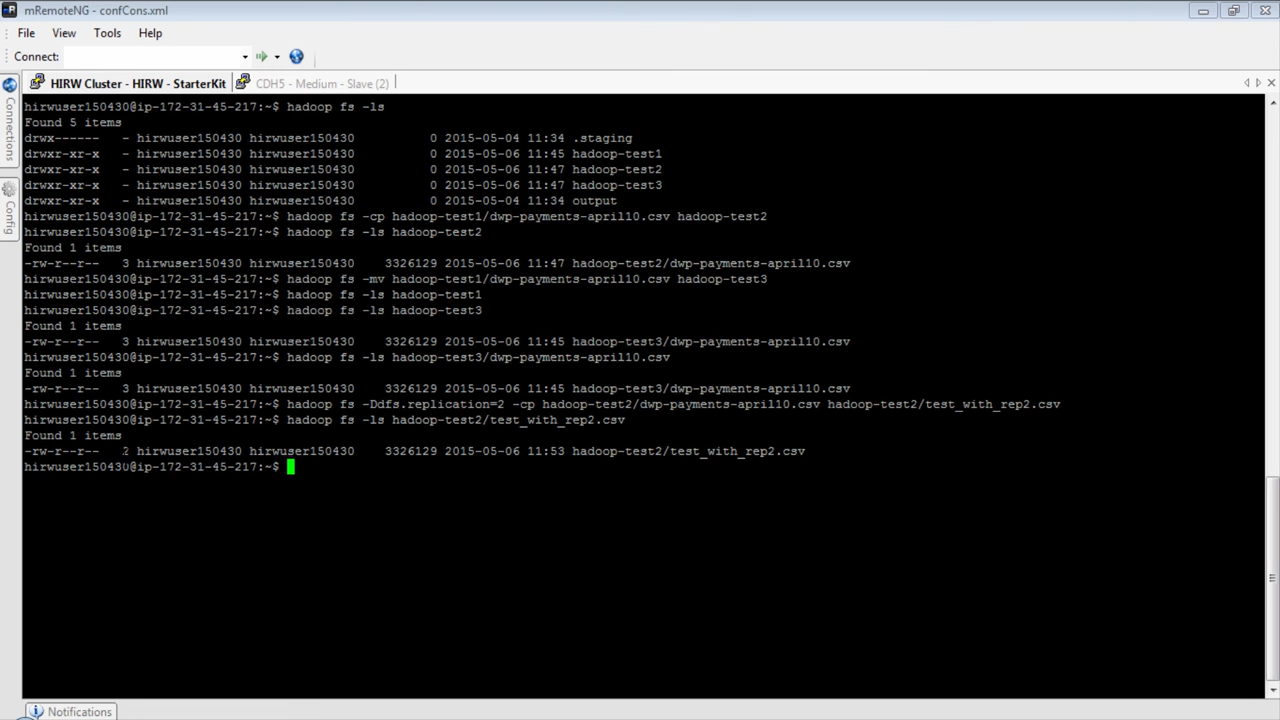 mRemoteNG - confCons.xml
File View Tools Help
Connect:
HIRW Cluster - HIRW - StarterKit CDH5 - Medium - Slave (2)
Connections
Config
hirwuser150430@ip-172-31-45-217:~$ hadoop fs -ls
Found 5 items
drwx------ - hirwuser150430 hirwuser150430 0 2015-05-04 11:34 .staging
drwxr-xr-x - hirwuser150430 hirwuser150430 0 2015-05-06 11:45 hadoop-test1
drwxr-xr-x - hirwuser150430 hirwuser150430 0 2015-05-06 11:47 hadoop-test2
drwxr-xr-x - hirwuser150430 hirwuser150430 0 2015-05-06 11:47 hadoop-test3
drwxr-xr-x - hirwuser150430 hirwuser150430 0 2015-05-04 11:34 output
hirwuser150430@ip-172-31-45-217:~$ hadoop fs -cp hadoop-test1/dwp-payments-april10.csv hadoop-test2
hirwuser150430@ip-172-31-45-217:~$ hadoop fs -ls hadoop-test2
Found 1 items
-rw-r--r-- 3 hirwuser150430 hirwuser150430 3326129 2015-05-06 11:47 hadoop-test2/dwp-payments-april10.csv
hirwuser150430@ip-172-31-45-217:~$ hadoop fs -mv hadoop-test1/dwp-payments-april10.csv hadoop-test3
hirwuser150430@ip-172-31-45-217:~$ hadoop fs -ls hadoop-test1
hirwuser150430@ip-172-31-45-217:~$ hadoop fs -ls hadoop-test3
Found 1 items
-rw-r--r-- 3 hirwuser150430 hirwuser150430 3326129 2015-05-06 11:45 hadoop-test3/dwp-payments-april10.csv
hirwuser150430@ip-172-31-45-217:~$ hadoop fs -ls hadoop-test3/dwp-payments-april10.csv
Found 1 items
-rw-r--r-- 3 hirwuser150430 hirwuser150430 3326129 2015-05-06 11:45 hadoop-test3/dwp-payments-april10.csv
hirwuser150430@ip-172-31-45-217:~$ hadoop fs -Ddfs.replication=2 -cp hadoop-test2/dwp-payments-april10.csv hadoop-test2/test_with_rep2.csv
hirwuser150430@ip-172-31-45-217:~$ hadoop fs -ls hadoop-test2/test_with_rep2.csv
Found 1 items
-rw-r--r-- 2 hirwuser150430 hirwuser150430 3326129 2015-05-06 11:53 hadoop-test2/test_with_rep2.csv
hirwuser150430@ip-172-31-45-217:~$
Notifications